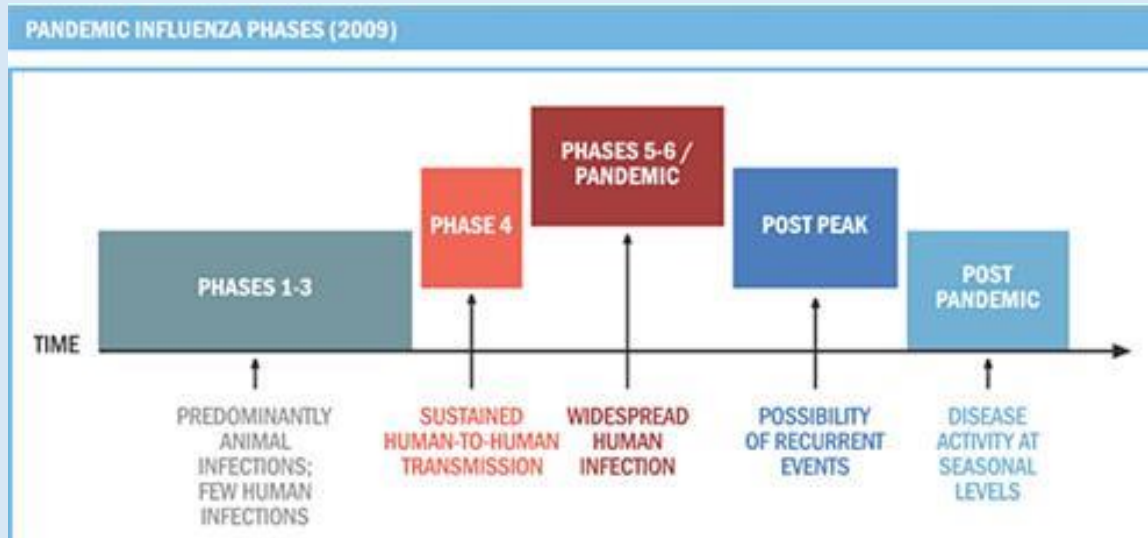 PANDEMIC INFLUENZA PHASES (2009)
PHASES 5-6 /
PANDEMIC
PHASE 4
POST PEAK
PHASES 1-3
POST
PANDEMIC
TIME
PREDOMINANTLY
ANIMAL
INFECTIONS;
FEW HUMAN
INFECTIONS
SUSTAINED
HUMAN-TO-HUMAN
TRANSMISSION
WIDESPREAD
HUMAN
INFECTION
POSSIBILITY
OF RECURRENT
EVENTS
DISEASE
ACTIVITY AT
SEASONAL
LEVELS